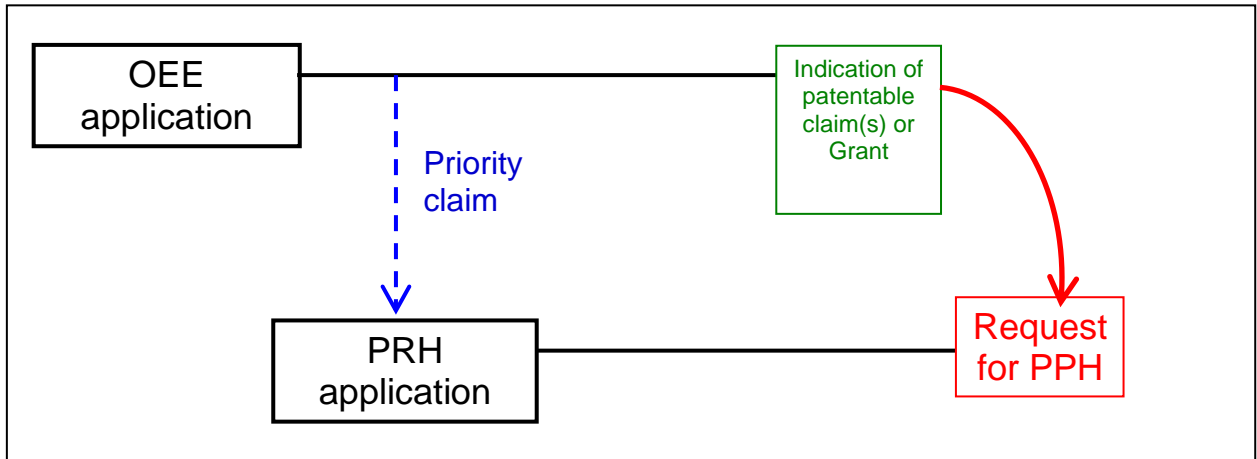 OEE
application
Indication of
patentable
claim(s) or
Grant
Priority
claim
PRH
application
Request
for PPH